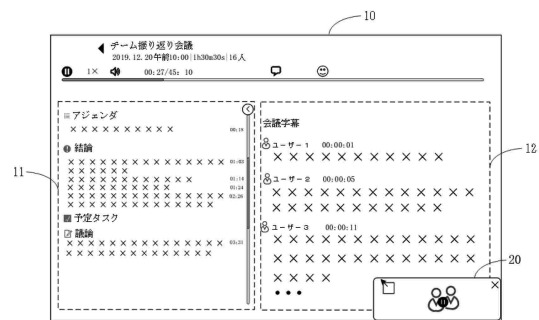 10
チーム振り返り会議
2019.12.20午前10:00|1h30m30s|16人
1× 00:27/45:10
アジェンダ
××××××××× 00:16
結論
×××××××××××××× 01:03
××××××
×××××××××××× 01:14
×××××××××× 01:24
×××××××××××××× 02:26
×××××××××××××
予定タスク
議論
×××××××××××××× 03:21
×××××××××××××
11
会議字幕
ユーザー1 00:00:01
××××××××××
ユーザー2 00:00:05
××××××××××××
×××××××××××
ユーザー3 00:00:11
××××××××××××
××××××××××××
××××
•••
12
20
×